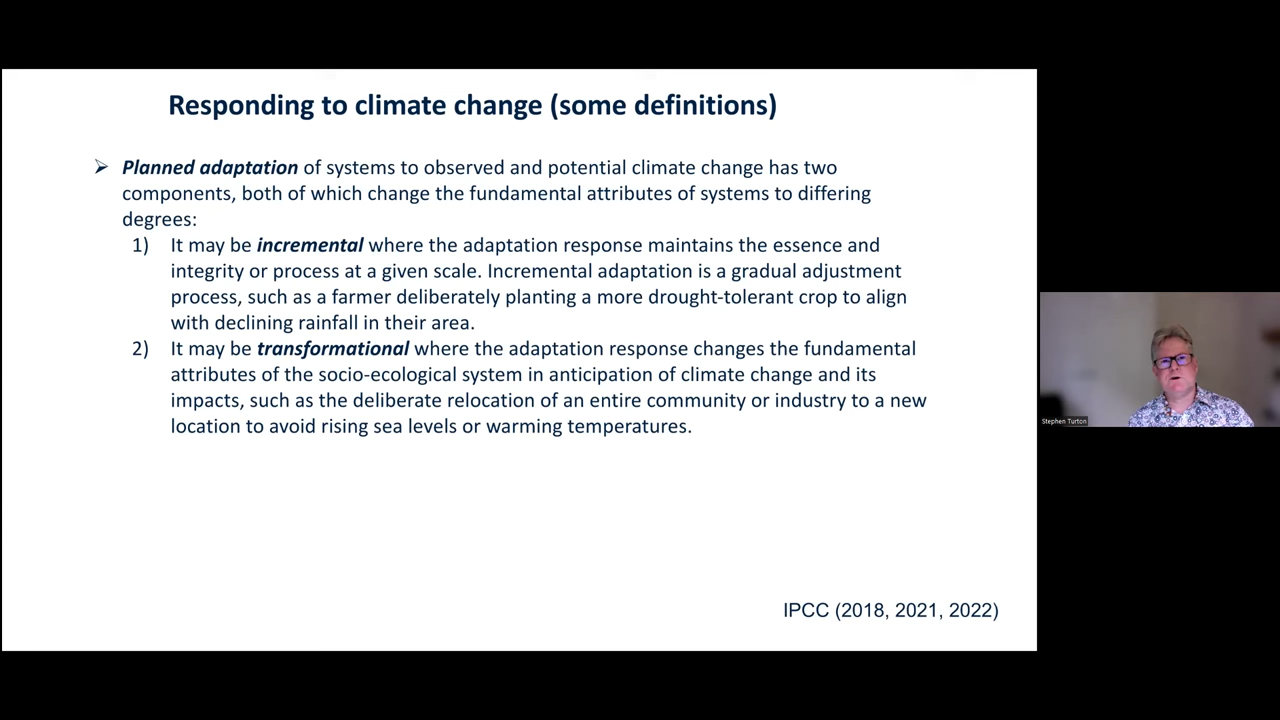 Responding to climate change (some definitions)
➢ Planned adaptation of systems to observed and potential climate change has two
components, both of which change the fundamental attributes of systems to differing
degrees:
1) It may be incremental where the adaptation response maintains the essence and
integrity or process at a given scale. Incremental adaptation is a gradual adjustment
process, such as a farmer deliberately planting a more drought-tolerant crop to align
with declining rainfall in their area.
2) It may be transformational where the adaptation response changes the fundamental
attributes of the socio-ecological system in anticipation of climate change and its
impacts, such as the deliberate relocation of an entire community or industry to a new
location to avoid rising sea levels or warming temperatures.
IPCC (2018, 2021, 2022)
Stephen Turton